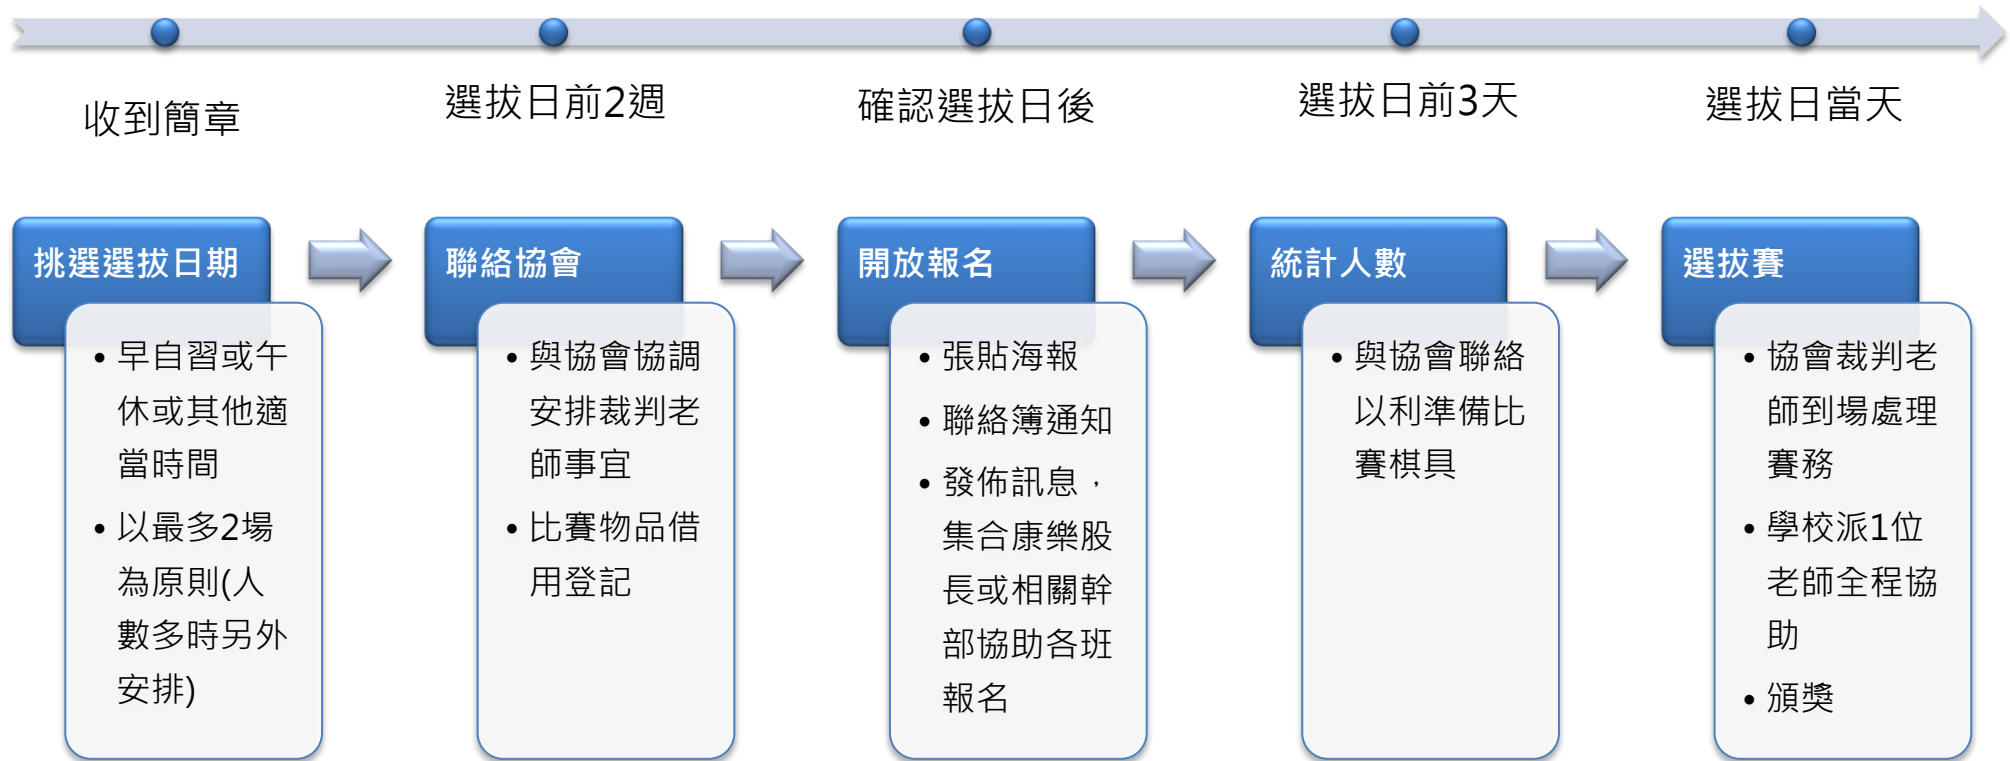 收到簡章
選拔日前2週
確認選拔日後
選拔日前3天
選拔日當天
挑選選拔日期
• 早自習或午
休或其他適
當時間
• 以最多2場
為原則(人
數多時另外
安排)
聯絡協會
• 與協會協調
安排裁判老
師事宜
• 比賽物品借
用登記
開放報名
• 張貼海報
• 聯絡簿通知
• 發佈訊息，
集合康樂股
長或相關幹
部協助各班
報名
統計人數
• 與協會聯絡
以利準備比
賽棋具
選拔賽
• 協會裁判老
師到場處理
賽務
• 學校派1位
老師全程協
助
• 頒獎